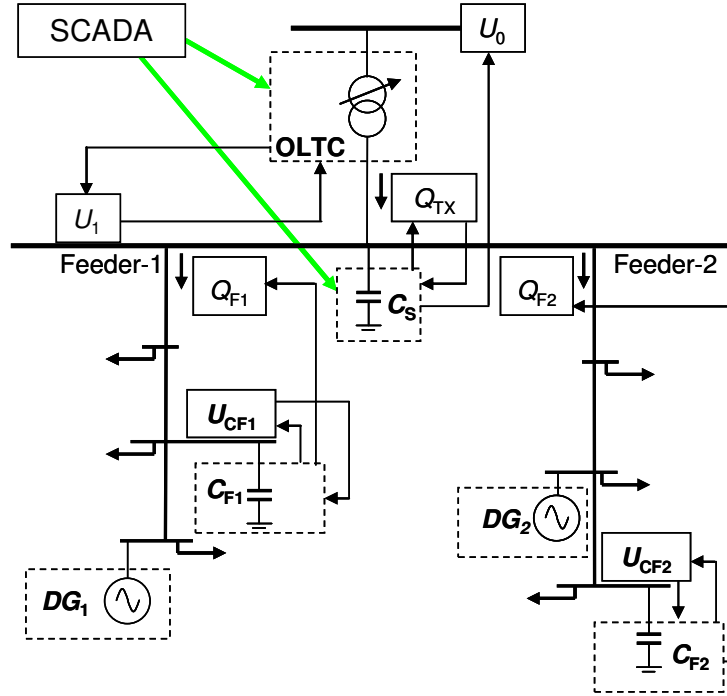 SCADA
U0
OLTC
U1
QTX
Feeder-1
Feeder-2
QF1
CS
QF2
UCF1
CF1
DG2
UCF2
DG1
CF2